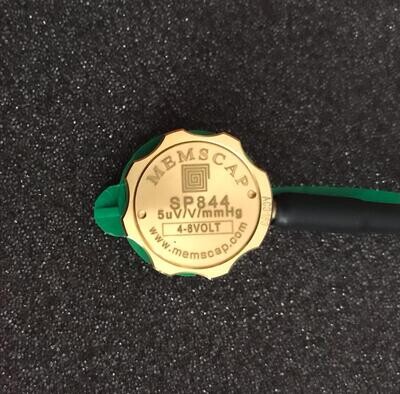 MEMSCAP
SP844
5uV/V/mmHg
4-8VOLT
www.memscap.com